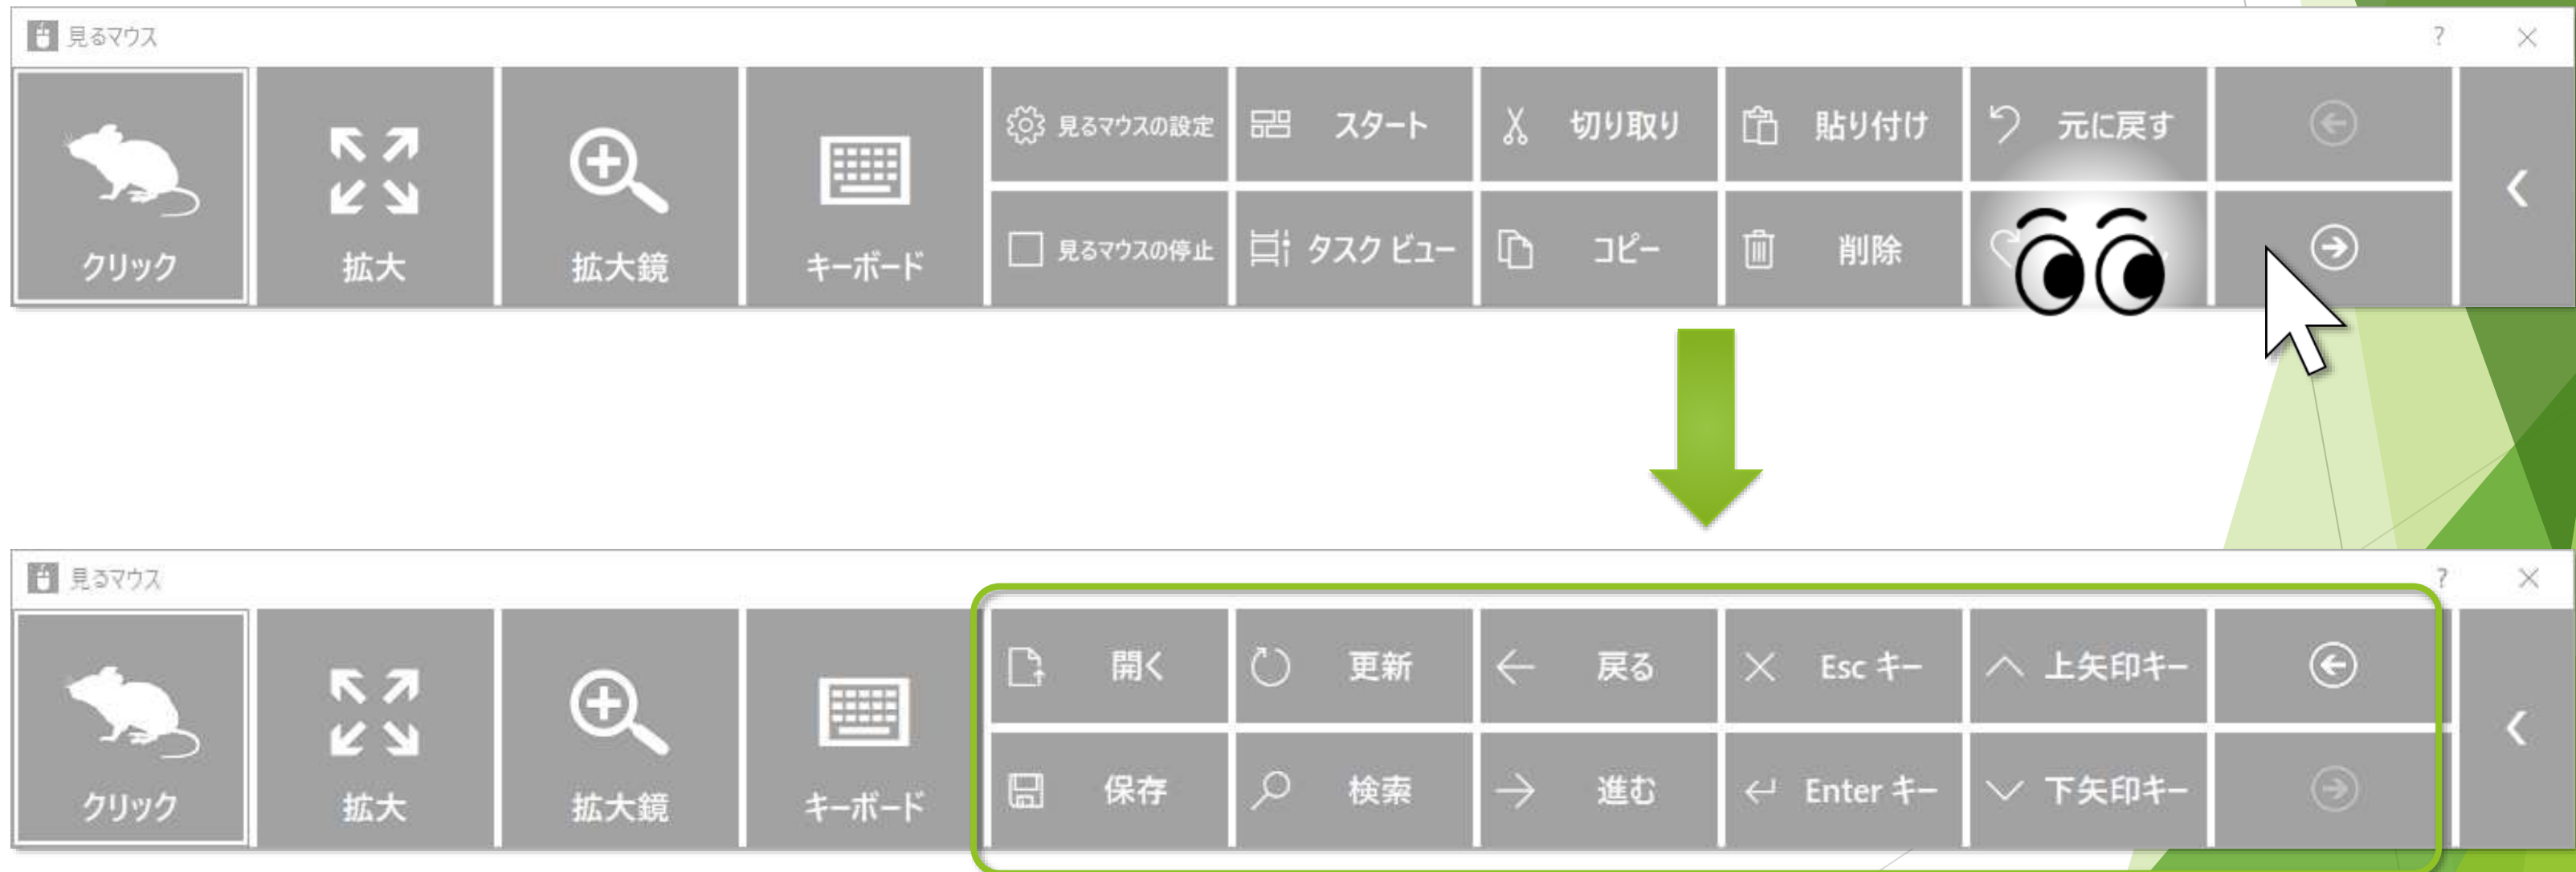 見るマウス
?
見るマウスの設定 スタート 切り取り 貼り付け 元に戻す
クリック 拡大 拡大鏡 キーボード 見るマウスの停止 タスク ビュー コピー 削除
見るマウス
?
開く 更新 戻る Esc キー 上矢印キー
クリック 拡大 拡大鏡 キーボード 保存 検索 進む Enter キー 下矢印キー